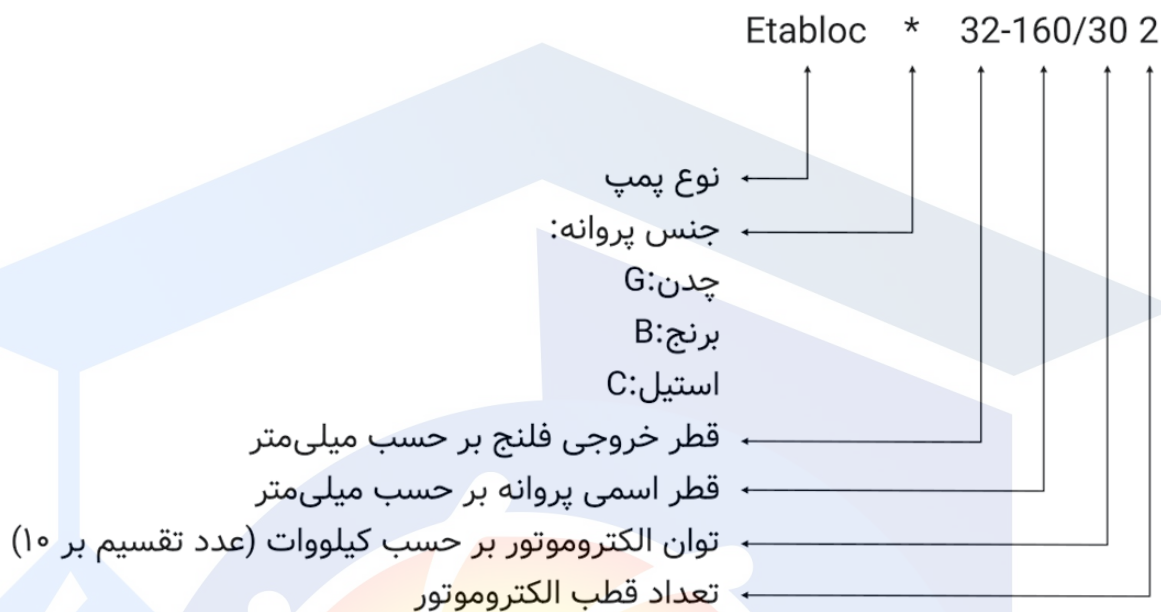 Etabloc * 32-160/30 2
نوع پمپ
جنس پروانه:
چدن:G
برنج:B
استیل:C
قطر خروجی فلنج بر حسب میلی‌متر
قطر اسمی پروانه بر حسب میلی‌متر
توان الکتروموتور بر حسب کیلووات (عدد تقسیم بر ۱۰)
تعداد قطب الکتروموتور